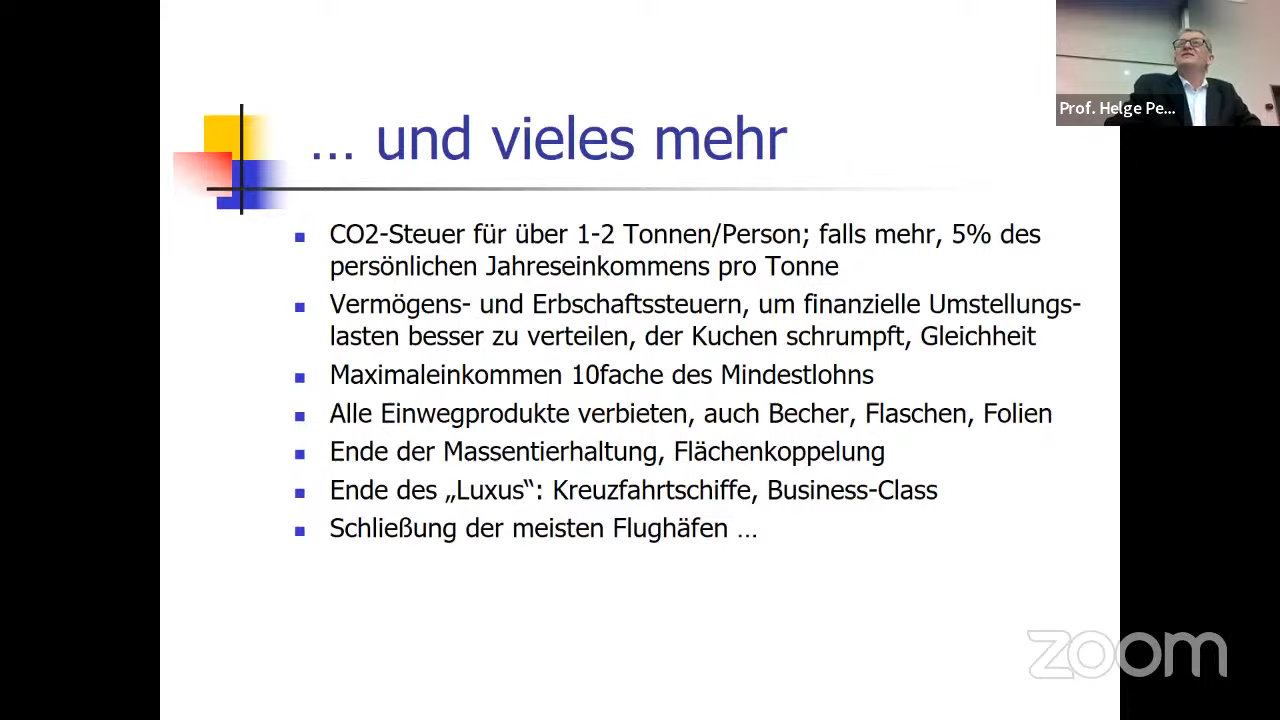 Prof. Helge Pe...
... und vieles mehr
CO2-Steuer für über 1-2 Tonnen/Person; falls mehr, 5% des
persönlichen Jahreseinkommens pro Tonne
Vermögens- und Erbschaftssteuern, um finanzielle Umstellungs-
lasten besser zu verteilen, der Kuchen schrumpft, Gleichheit
Maximaleinkommen 10fache des Mindestlohns
Alle Einwegprodukte verbieten, auch Becher, Flaschen, Folien
Ende der Massentierhaltung, Flächenkoppelung
Ende des „Luxus“: Kreuzfahrtschiffe, Business-Class
Schließung der meisten Flughäfen ...
zoom